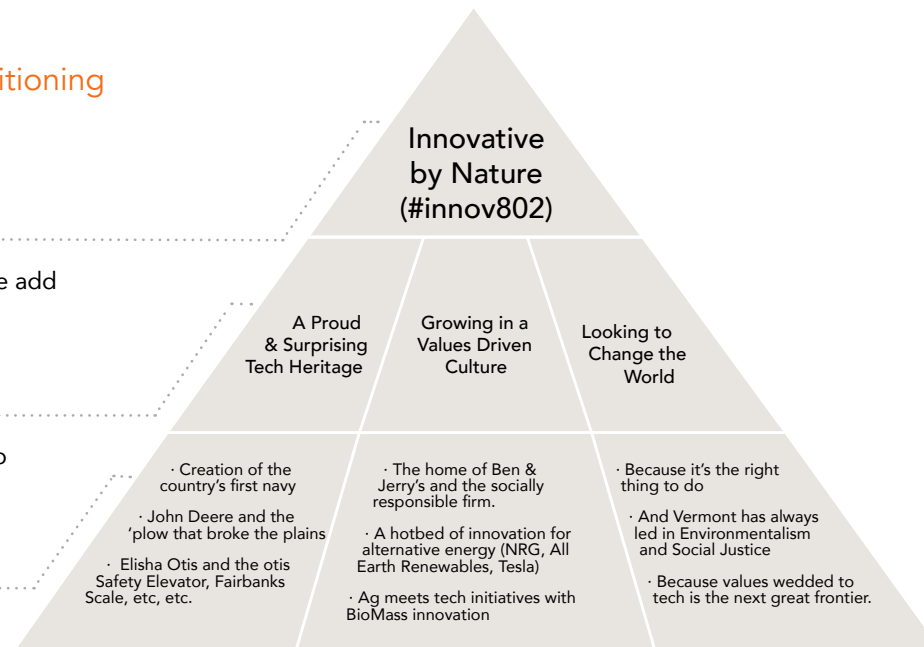 itioning
Innovative
by Nature
(#innov802)
e add
A Proud
& Surprising
Tech Heritage
Growing in a
Values Driven
Culture
Looking to
Change the
World
o
· Creation of the
country's first navy
· John Deere and the
'plow that broke the plains
· Elisha Otis and the otis
Safety Elevator, Fairbanks
Scale, etc, etc.
· The home of Ben &
Jerry's and the socially
responsible firm.
· A hotbed of innovation for
alternative energy (NRG, All
Earth Renewables, Tesla)
· Ag meets tech initiatives with
BioMass innovation
· Because it's the right
thing to do
· And Vermont has always
led in Environmentalism
and Social Justice
· Because values wedded to
tech is the next great frontier.